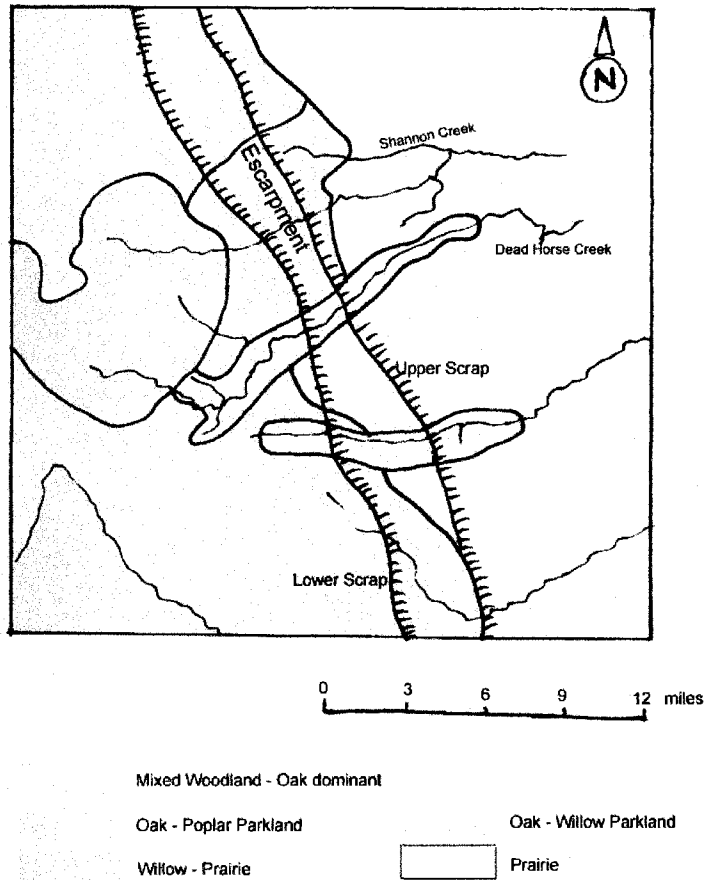 N
Shannon Creek
Escarpment
Dead Horse Creek
Upper Scrap
Lower Scrap
0 3 6 9 12 miles
Mixed Woodland - Oak dominant
Oak - Poplar Parkland
Oak - Willow Parkland
Willow - Prairie
Prairie